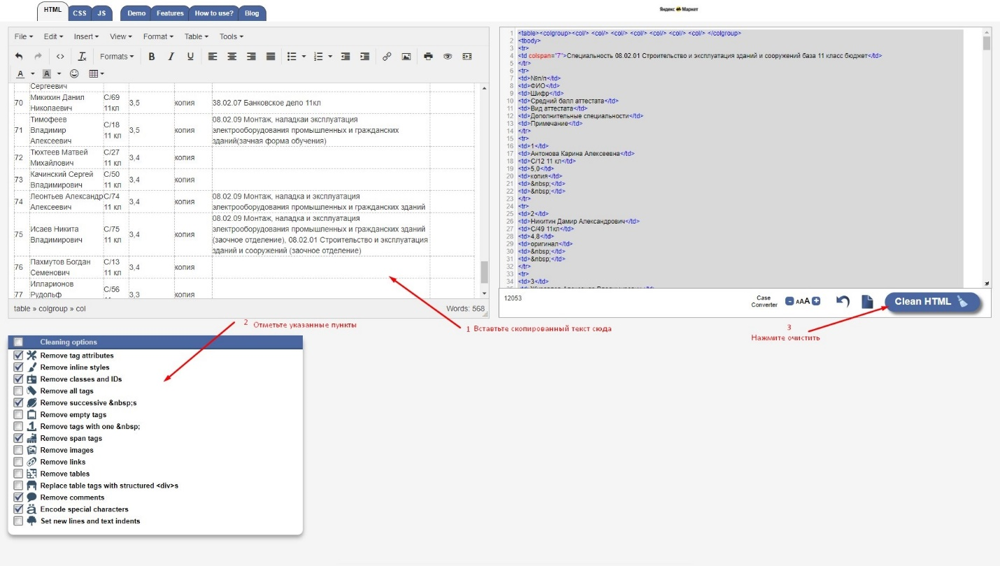 HTML CSS JS Demo Features How to use? Blog
Яндекс Маркет
File Edit Insert View Format Table Tools
Formats B I U
A A
Сергеевич
70 Микихин Данил Николаевич С/69 11кл 3,5 копия 38.02.07 Банковское дело 11кл
71 Тимофеев Владимир Алексеевич С/18 11 кл 3,5 копия 08.02.09 Монтаж, наладкаи эксплуатация электрооборудования промышленных и гражданских зданий(зачная форма обучения)
72 Тюхтеев Матвей Михайлович С/27 11 кл 3,4 копия
73 Качинский Сергей Владимирович С/50 11 кл 3,4 копия
74 Леонтьев Александр Алексеевич С/74 11 кл 3,4 копия 08.02.09 Монтаж, наладка и эксплуатация электрооборудования промышленных и гражданских зданий
75 Исаев Никита Владимирович С/75 11 кл 3,4 копия 08.02.09 Монтаж, наладка и эксплуатация электрооборудования промышленных и гражданских зданий (заочное отделение), 08.02.01 Строительство и эксплуатация зданий и сооружений (заочное отделение)
76 Пахмутов Богдан Семенович С/13 11 кл 3,4 копия
77 Илларионов Рудольф С/56 3,3 копия
table » colgroup » col Words: 568
1 <table><colgroup><col/> <col/> <col/> <col/> <col/> <col/> <col/> </colgroup>
2 <tbody>
3 <tr>
4 <td colspan="7">Специальность 08.02.01 Строительство и эксплуатация зданий и сооружений база 11 класс бюджет</td>
5 </tr>
6 <tr>
7 <td>№п/п</td>
8 <td>ФИО</td>
9 <td>Шифр</td>
10 <td>Средний балл аттестата</td>
11 <td>Вид аттестата</td>
12 <td>Дополнительные специальности</td>
13 <td>Примечание</td>
14 </tr>
15 <tr>
16 <td>1</td>
17 <td>Антонова Карина Алексеевна</td>
18 <td>С/12 11 кл</td>
19 <td>5,0</td>
20 <td>копия</td>
21 <td>&nbsp;</td>
22 <td>&nbsp;</td>
23 </tr>
24 <tr>
25 <td>2</td>
26 <td>Никитин Дамир Александрович</td>
27 <td>С/49 11кл</td>
28 <td>4,8</td>
29 <td>оригинал</td>
30 <td>&nbsp;</td>
31 <td>&nbsp;</td>
32 </tr>
33 <tr>
34 <td>3</td>
12053 Case Converter - AAA + Clean HTML
1 Вставтьте скопированный текст сюда
2 Отметьте указанные пункты
3
Нажмите очистить
Cleaning options
Remove tag attributes
Remove inline styles
Remove classes and IDs
Remove all tags
Remove successive &nbsp;s
Remove empty tags
1 Remove tags with one &nbsp;
Remove span tags
Remove images
Remove links
Remove tables
Replace table tags with structured <div>s
Remove comments
ä Encode special characters
Set new lines and text indents